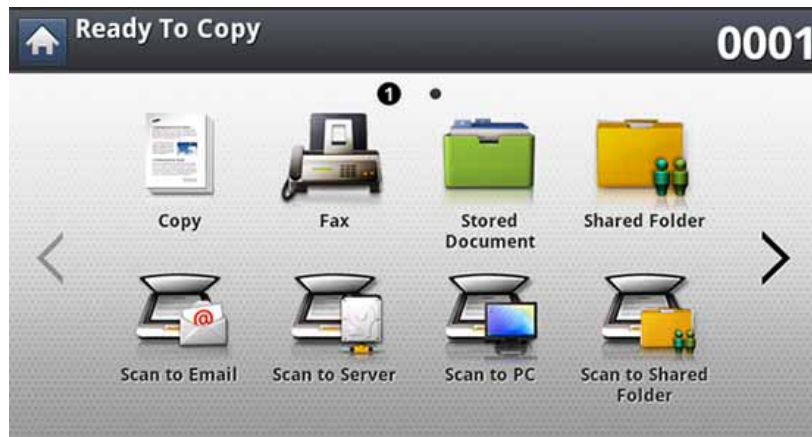 Ready To Copy
0001
1
Copy
Fax
Stored
Document
Shared Folder
@
Scan to Email
Scan to Server
Scan to PC
Scan to Shared
Folder